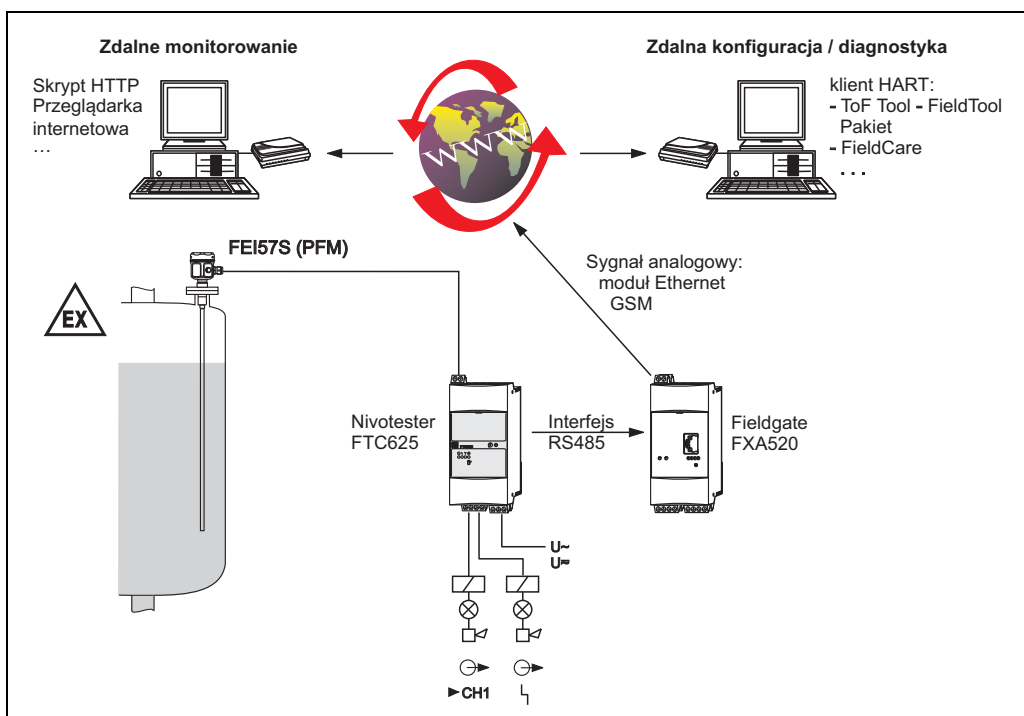 Zdalne monitorowanie
Skrypt HTTP
Przeglądarka
internetowa
...
Zdalna konfiguracja / diagnostyka
klient HART:
- ToF Tool - FieldTool
Pakiet
- FieldCare
. . .
WWW
FEI57S (PFM)
EX
Sygnał analogowy:
moduł Ethernet
GSM
Nivotester
FTC625
Interfejs
RS485
Fieldgate
FXA520
U~
U≂
CH1